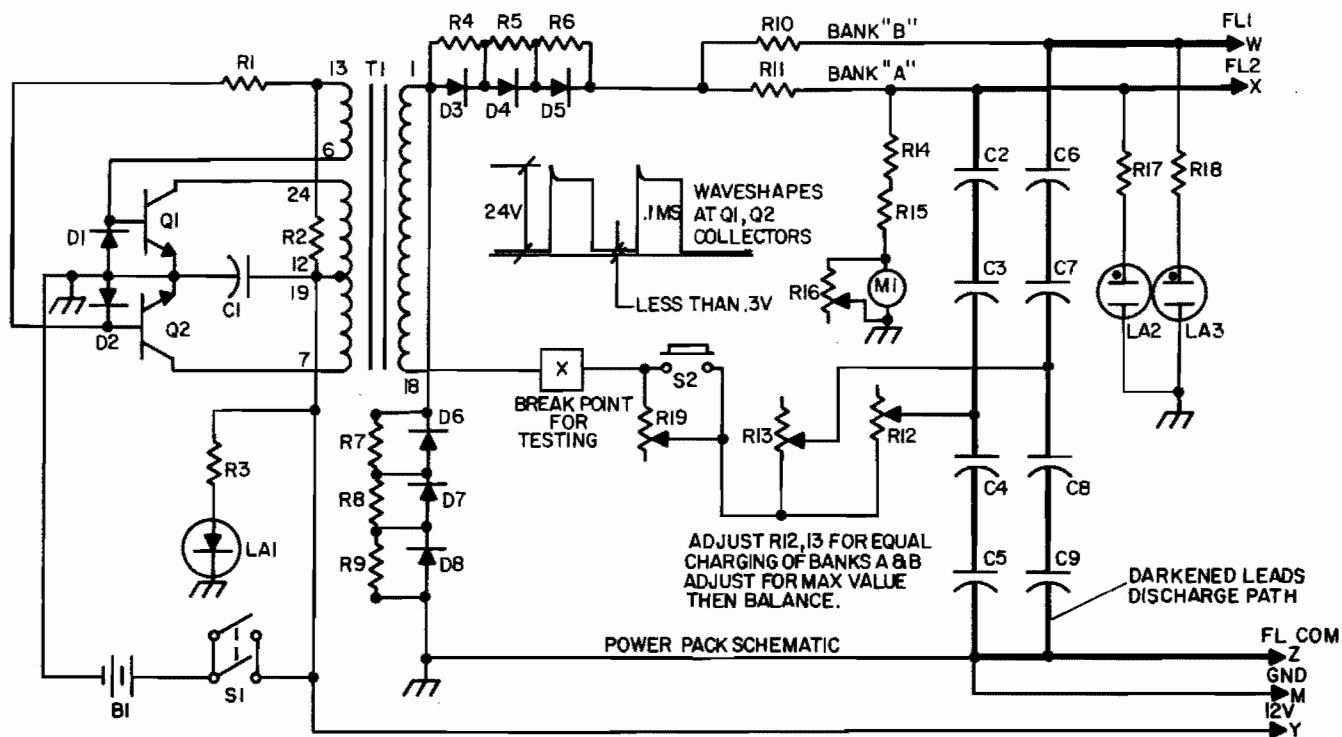 R4 R5 R6
R10 BANK "B" FL1
W
R1 13 T1 1
R11 BANK "A" FL2
X
D3 D4 D5
6
24
Q1
D1
R2
12
19
C1
D2 Q2
7
18
24V .1MS
WAVESHAPES
AT Q1, Q2
COLLECTORS
LESS THAN .3V
R14
R15
R16 M1
C2 C6
C3 C7
R17 R18
LA2 LA3
X
BREAK POINT
FOR
TESTING
S2
R19 R13 R12
R3
LA1
R7 D6
R8 D7
R9 D8
C4 C8
C5 C9
ADJUST R12,13 FOR EQUAL
CHARGING OF BANKS A & B
ADJUST FOR MAX VALUE
THEN BALANCE.
DARKENED LEADS
DISCHARGE PATH
B1 S1
POWER PACK SCHEMATIC
FL COM
Z
GND
M
12V
Y